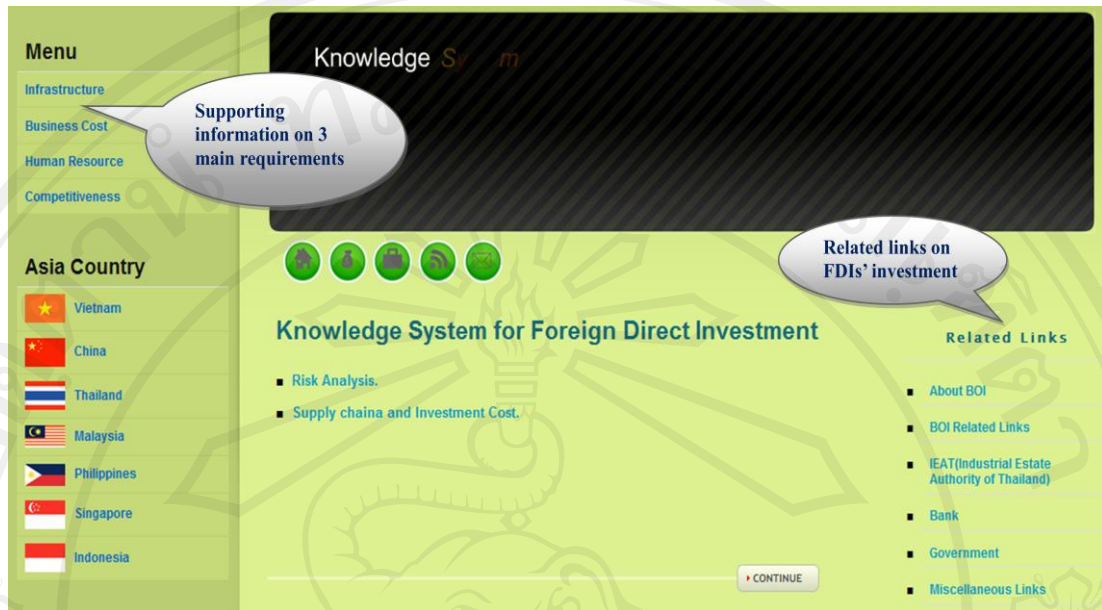 Menu
Infrastructure
Business Cost
Human Resource
Competitiveness
Supporting
information on 3
main requirements
Asia Country
Vietnam
China
Thailand
Malaysia
Philippines
Singapore
Indonesia
Knowledge
Knowledge System for Foreign Direct Investment
Risk Analysis.
Supply chaina and Investment Cost.
CONTINUE
Related links on
FDIs' investment
Related Links
About BOI
BOI Related Links
IEAT(Industrial Estate
Authority of Thailand)
Bank
Government
Miscellaneous Links